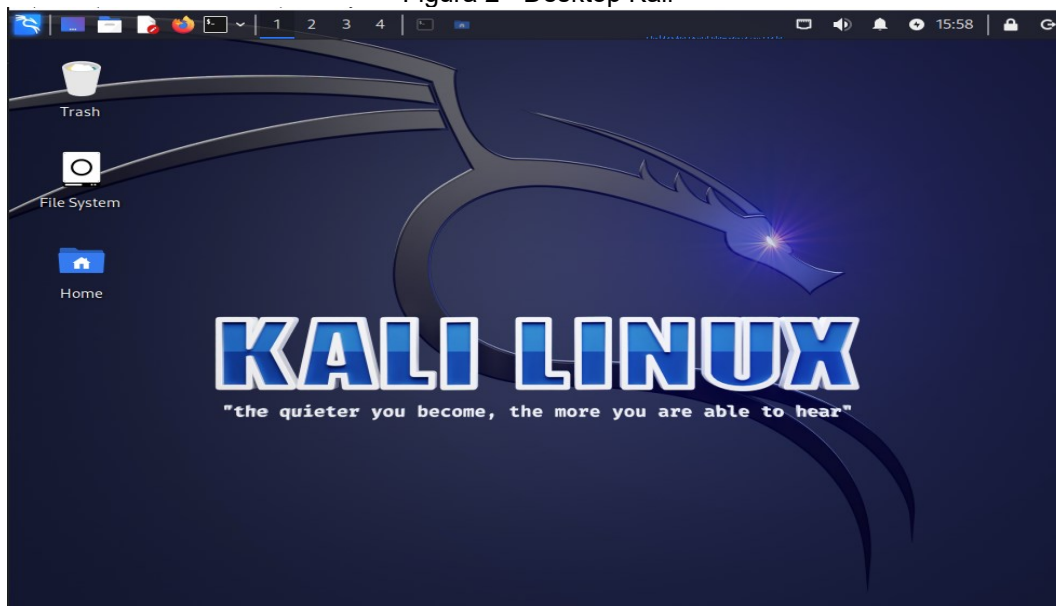 Figura 2 - Desktop Kali
1 2 3 4
15:58
Trash
File System
Home
KALI LINUX
"the quieter you become, the more you are able to hear"